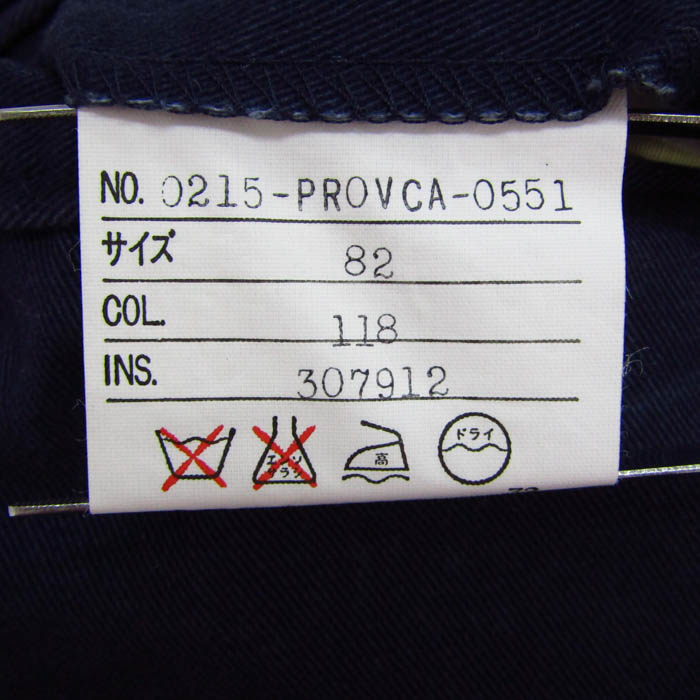 NO. 0215-PROVCA-0551
サイズ 82
COL. 118
INS. 307912
エンソ サラシ 高 ドライ